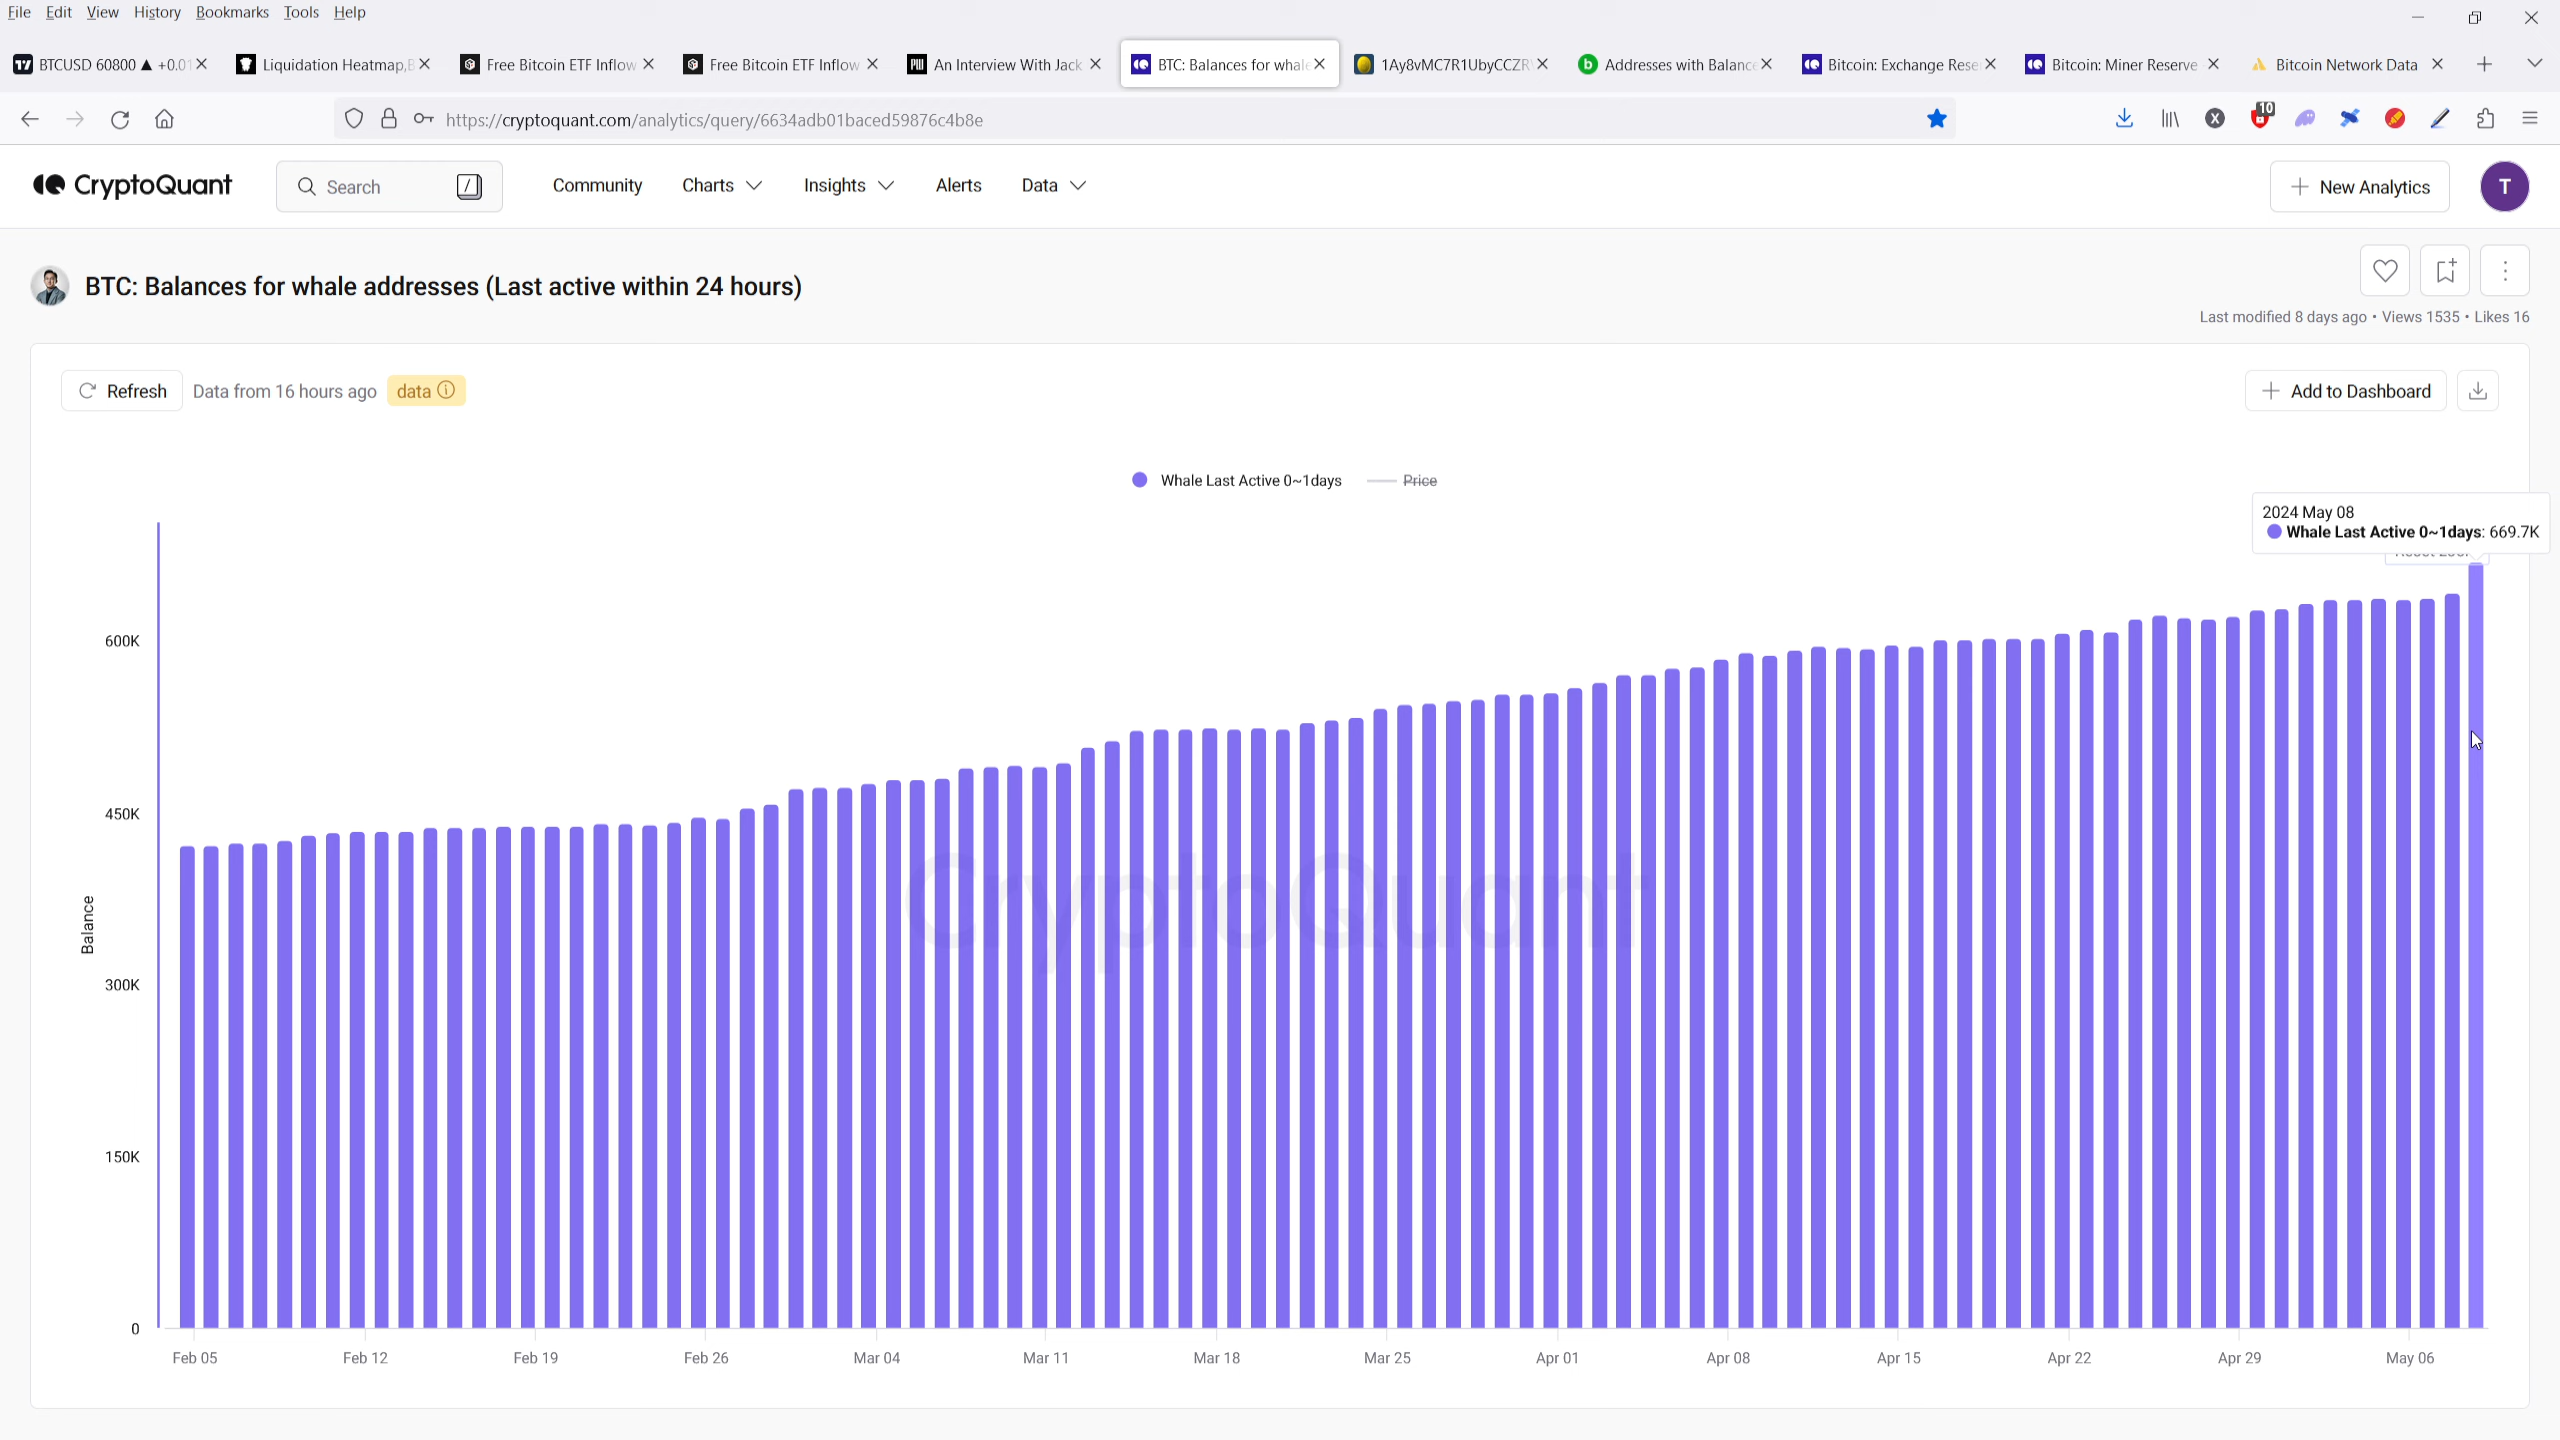 File Edit View History Bookmarks Tools Help
BTCUSD 60800 ▲ +0.01 Liquidation Heatmap,B Free Bitcoin ETF Inflow Free Bitcoin ETF Inflow An Interview With Jack BTC: Balances for whale 1Ay8vMC7R1UbyCCZR Addresses with Balance Bitcoin: Exchange Rese Bitcoin: Miner Reserve Bitcoin Network Data
https://cryptoquant.com/analytics/query/6634adb01baced59876c4b8e
10
CryptoQuant Search / Community Charts Insights Alerts Data + New Analytics T
BTC: Balances for whale addresses (Last active within 24 hours)
Last modified 8 days ago • Views 1535 • Likes 16
Refresh Data from 16 hours ago data + Add to Dashboard
Whale Last Active 0~1days Price
2024 May 08
Whale Last Active 0~1days: 669.7K
600K
450K
300K
150K
0
Balance
CryptoQuant
Feb 05 Feb 12 Feb 19 Feb 26 Mar 04 Mar 11 Mar 18 Mar 25 Apr 01 Apr 08 Apr 15 Apr 22 Apr 29 May 06